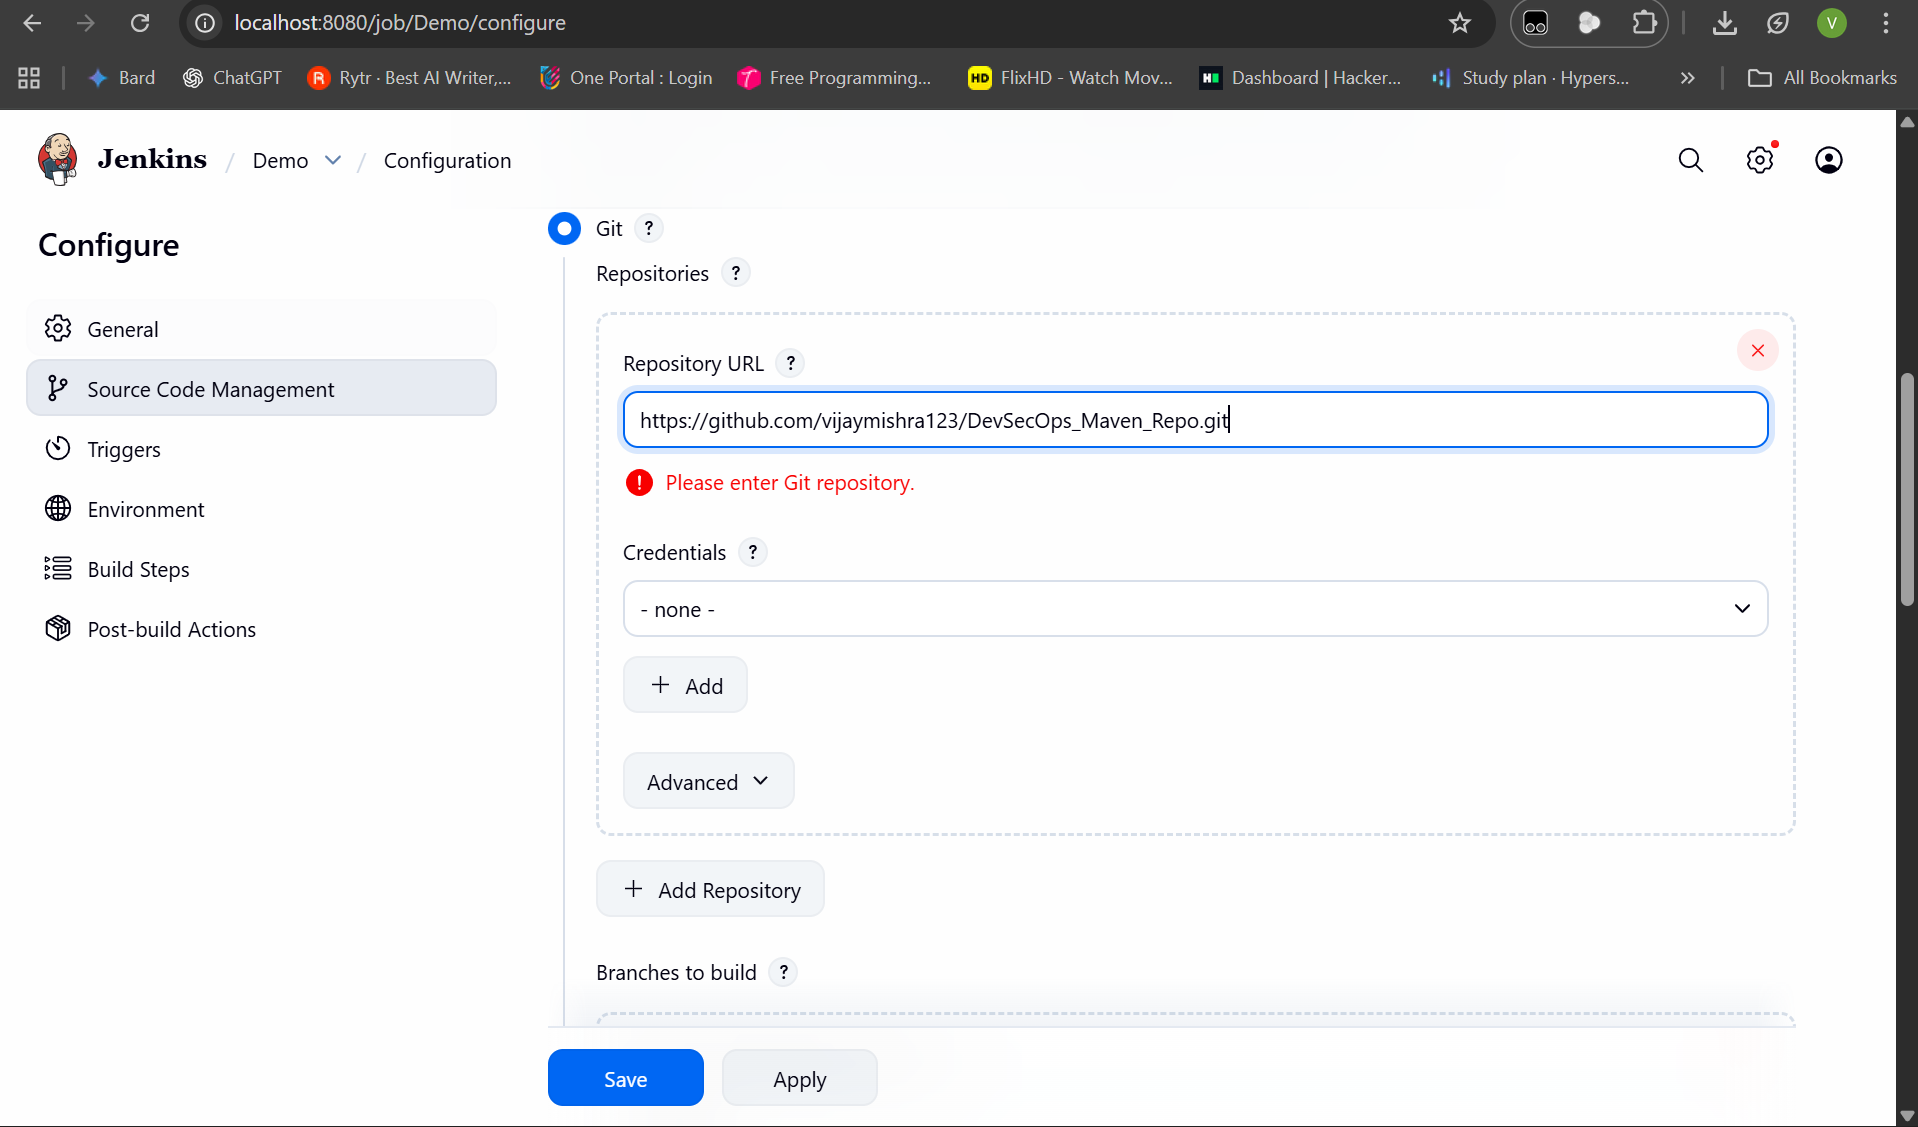 localhost:8080/job/Demo/configure
V
Bard
ChatGPT
R
Rytr · Best AI Writer,...
One Portal : Login
Free Programming...
HD
FlixHD - Watch Mov...
Dashboard | Hacker...
Study plan · Hypers...
»
All Bookmarks
Jenkins / Demo / Configuration
Configure
General
Source Code Management
Triggers
Environment
Build Steps
Post-build Actions
Git ?
Repositories ?
Repository URL ?
https://github.com/vijaymishra123/DevSecOps_Maven_Repo.git
! Please enter Git repository.
Credentials ?
- none -
+ Add
Advanced
+ Add Repository
Branches to build ?
Save
Apply